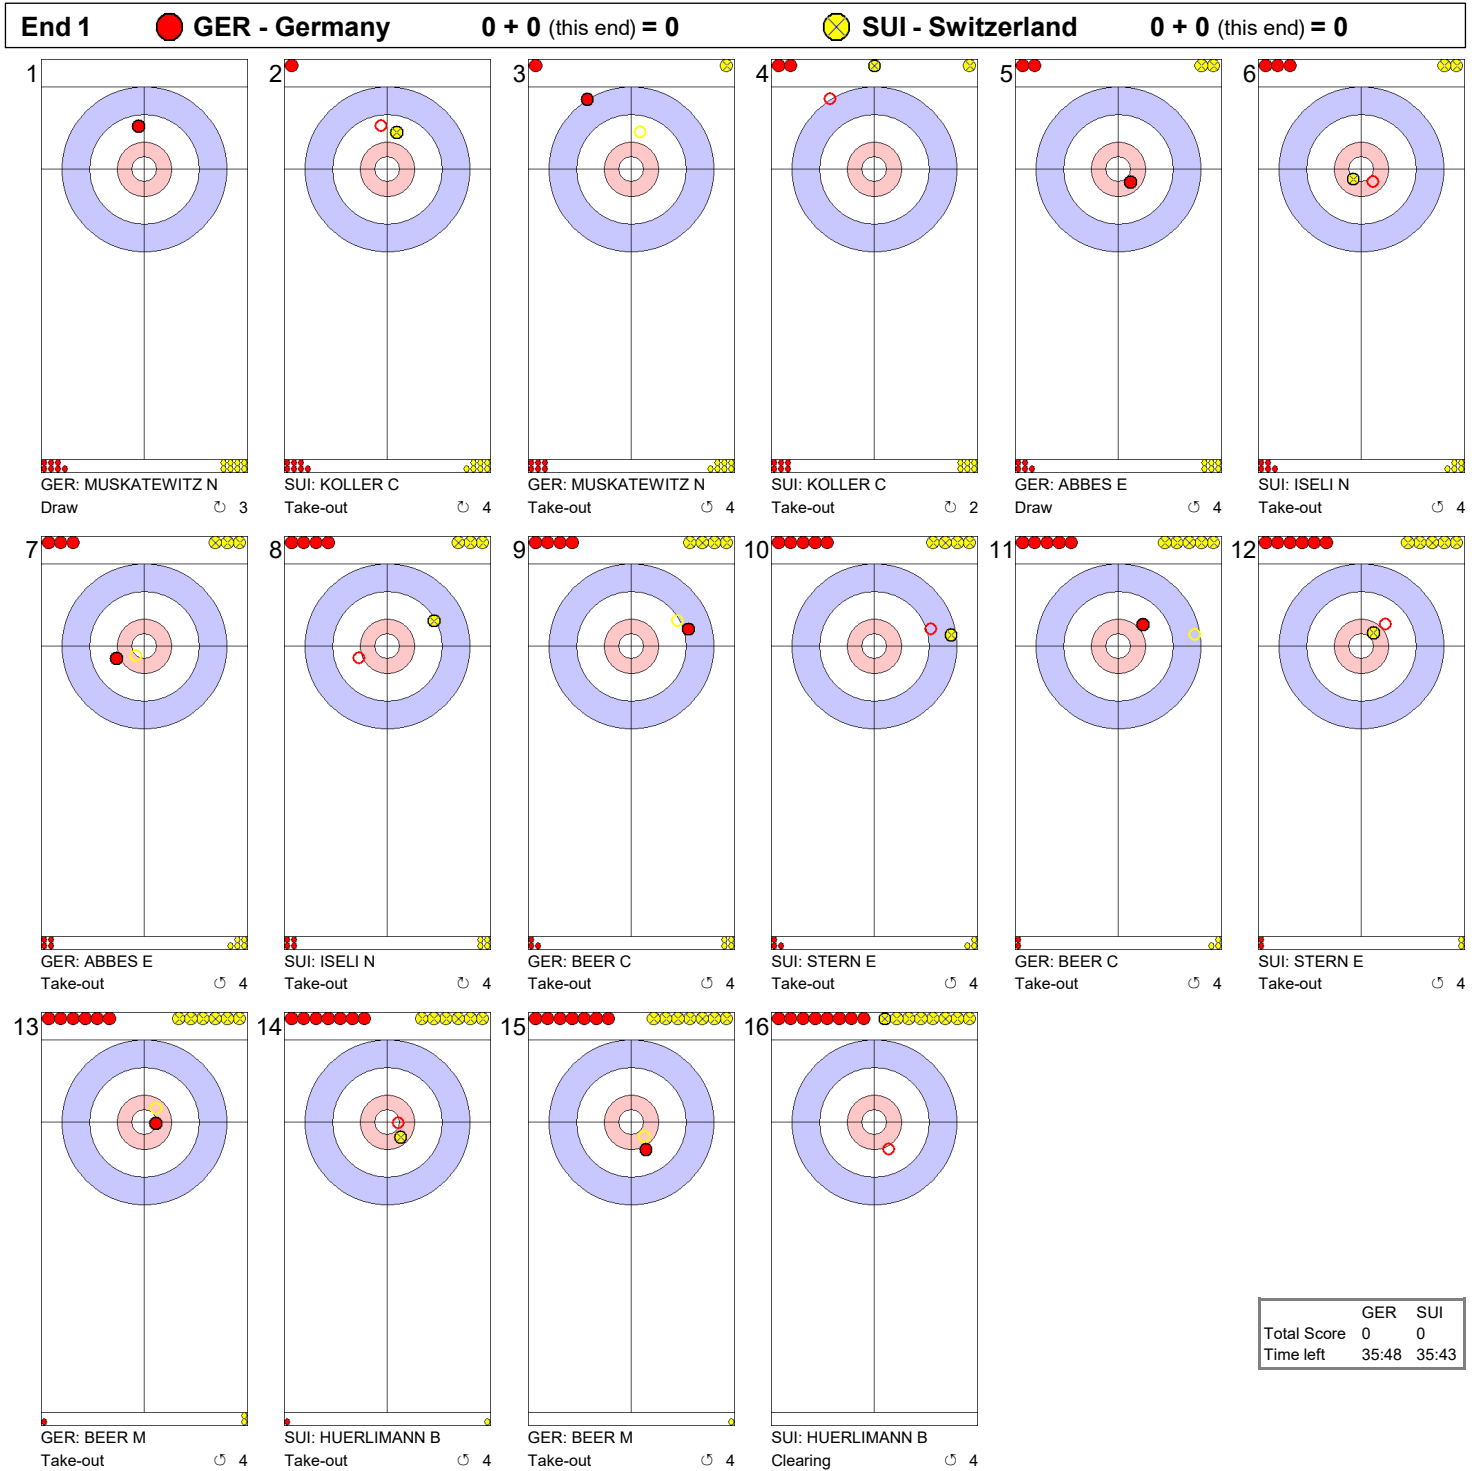 End 1 GER - Germany 0 + 0 (this end) = 0 SUI - Switzerland 0 + 0 (this end) = 0
1 2 3 4 5 6
GER: MUSKATEWITZ N SUI: KOLLER C GER: MUSKATEWITZ N SUI: KOLLER C GER: ABBES E SUI: ISELI N
Draw ↻ 3 Take-out ↻ 4 Take-out ↺ 4 Take-out ↻ 2 Draw ↺ 4 Take-out ↺ 4
7 8 9 10 11 12
GER: ABBES E SUI: ISELI N GER: BEER C SUI: STERN E GER: BEER C SUI: STERN E
Take-out ↺ 4 Take-out ↻ 4 Take-out ↺ 4 Take-out ↺ 4 Take-out ↺ 4 Take-out ↺ 4
13 14 15 16
GER SUI
Total Score 0 0
Time left 35:48 35:43
GER: BEER M SUI: HUERLIMANN B GER: BEER M SUI: HUERLIMANN B
Take-out ↺ 4 Take-out ↺ 4 Take-out ↺ 4 Clearing ↺ 4